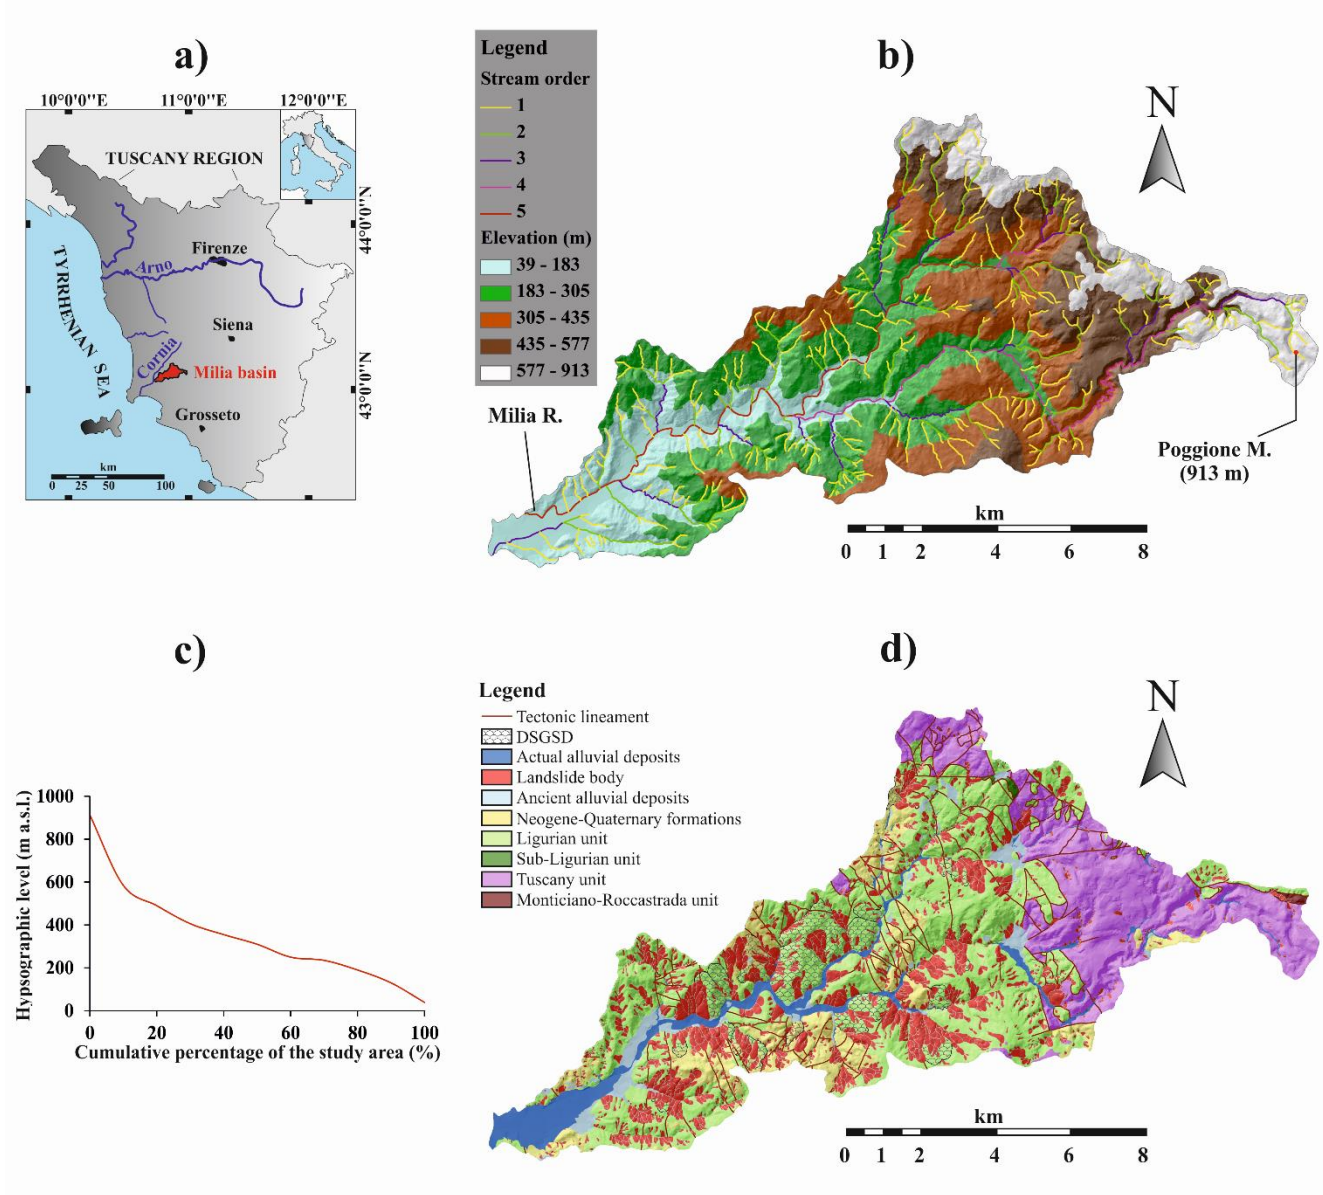 a)
10°0'0"E 11°0'0"E 12°0'0"E
TUSCANY REGION
44°0'0"N
Firenze
Arno
TYRRHENIAN SEA
Siena
Cornia
Milia basin
43°0'0"N
Grosseto
km
0 25 50 100
b)
Legend
Stream order
1
2
3
4
5
Elevation (m)
39 - 183
183 - 305
305 - 435
435 - 577
577 - 913
N
Milia R.
Poggione M.
(913 m)
km
0 1 2 4 6 8
c)
Hypsographic level (m a.s.l.)
1000
800
600
400
200
0
0 20 40 60 80 100
Cumulative percentage of the study area (%)
d)
Legend
Tectonic lineament
DSGSD
Actual alluvial deposits
Landslide body
Ancient alluvial deposits
Neogene-Quaternary formations
Ligurian unit
Sub-Ligurian unit
Tuscany unit
Monticiano-Roccastrada unit
N
km
0 1 2 4 6 8